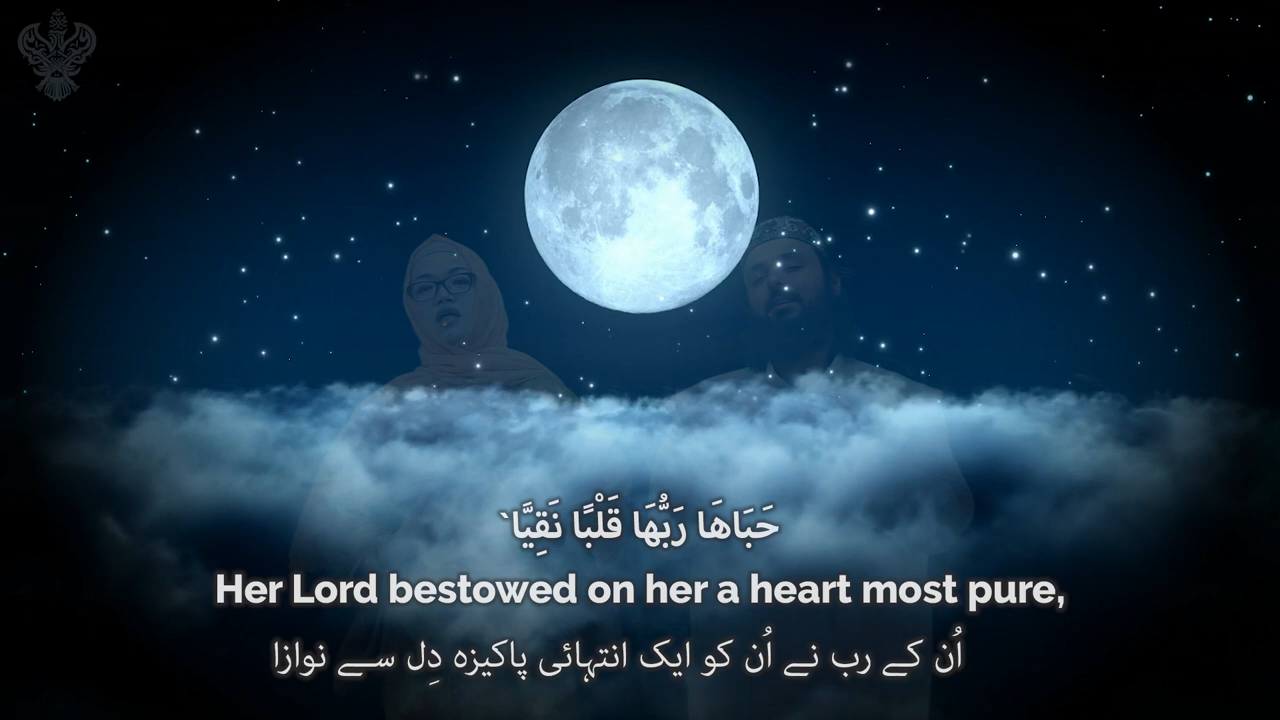 حَبَاهَا رَبُّهَا قَلْبًا نَقِيًّا`
Her Lord bestowed on her a heart most pure,
اُن کے رب نے اُن کو ایک انتہائی پاکیزہ دِل سے نوازا